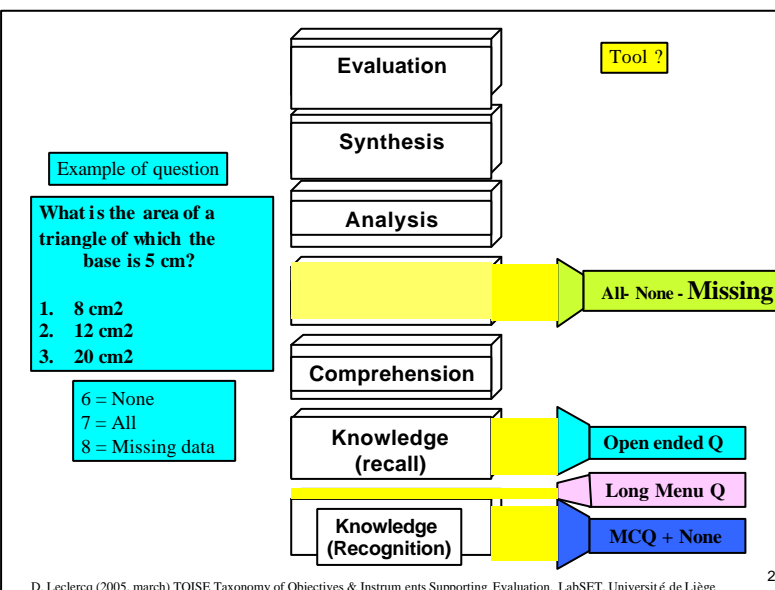 Evaluation
Tool ?
Synthesis
Example of question
What is the area of a
triangle of which the
base is 5 cm?
1. 8 cm2
2. 12 cm2
3. 20 cm2
6 = None
7 = All
8 = Missing data
Analysis
All- None - Missing
Comprehension
Knowledge
(recall)
Open ended Q
Long Menu Q
Knowledge
(Recognition)
MCQ + None
D. Leclercq (2005, march) TOISE Taxonomy of Objectives & Instrum ents Supporting Evaluation, LabSET, Université de Liège
2